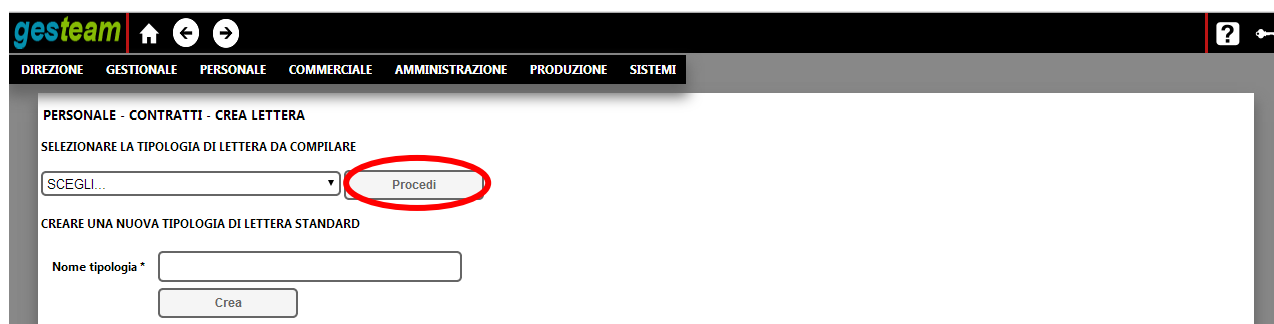 gesteam
?
DIREZIONE GESTIONALE PERSONALE COMMERCIALE AMMINISTRAZIONE PRODUZIONE SISTEMI
PERSONALE - CONTRATTI - CREA LETTERA
SELEZIONARE LA TIPOLOGIA DI LETTERA DA COMPILARE
SCEGLI... Procedi
CREARE UNA NUOVA TIPOLOGIA DI LETTERA STANDARD
Nome tipologia *
Crea